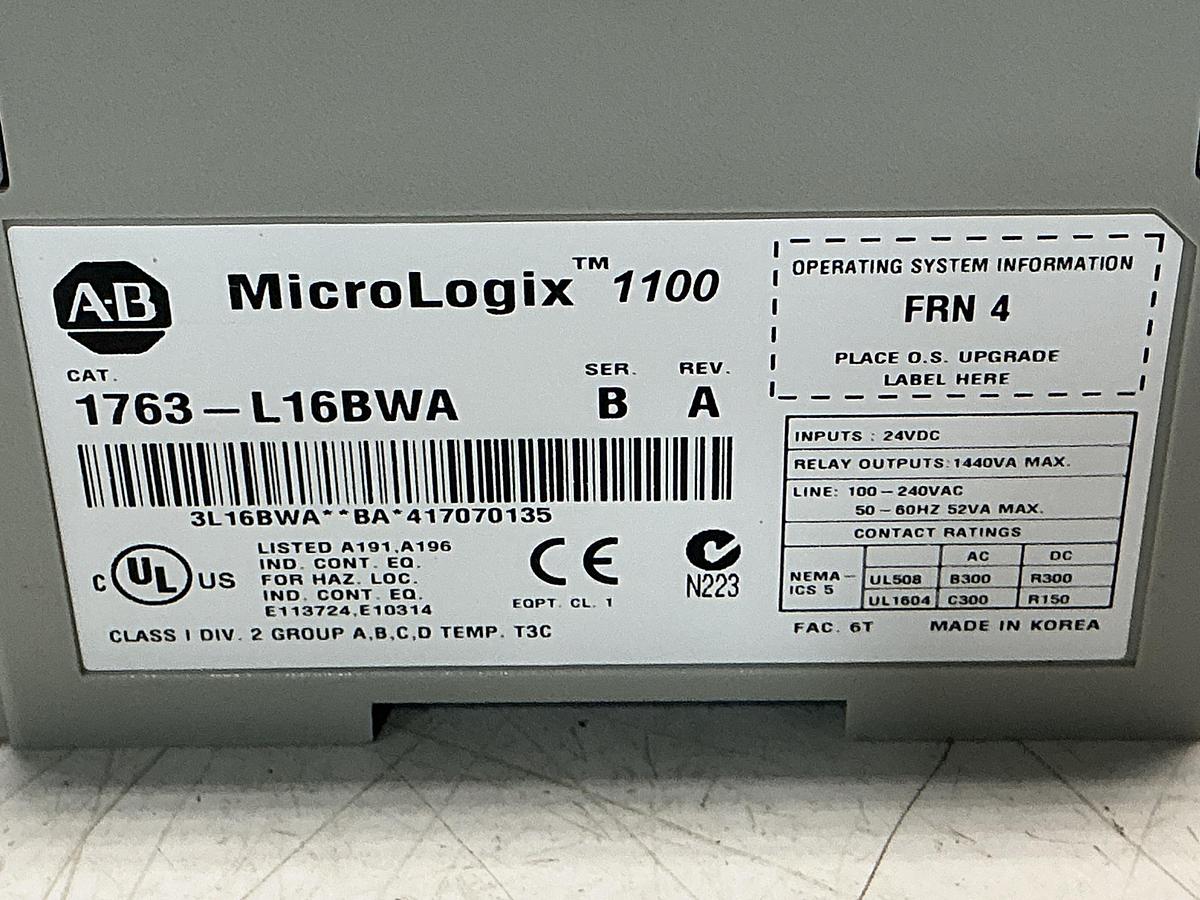 A-B
MicroLogix™1100
CAT.
SER. REV.
1763-L16BWA B A
3L16BWA**BA*417070135
C UL US
LISTED A191,A196
IND. CONT. EQ.
FOR HAZ. LOC.
IND. CONT. EQ.
E113724,E10314
CE
EQPT. CL. 1
N223
CLASS I DIV. 2 GROUP A,B,C,D TEMP. T3C
OPERATING SYSTEM INFORMATION
FRN 4
PLACE O.S. UPGRADE
LABEL HERE
INPUTS : 24VDC
RELAY OUTPUTS:1440VA MAX.
LINE: 100-240VAC
50-60HZ 52VA MAX.
CONTACT RATINGS
AC DC
NEMA-
ICS 5
UL508 B300 R300
UL1604 C300 R150
FAC. 6T MADE IN KOREA